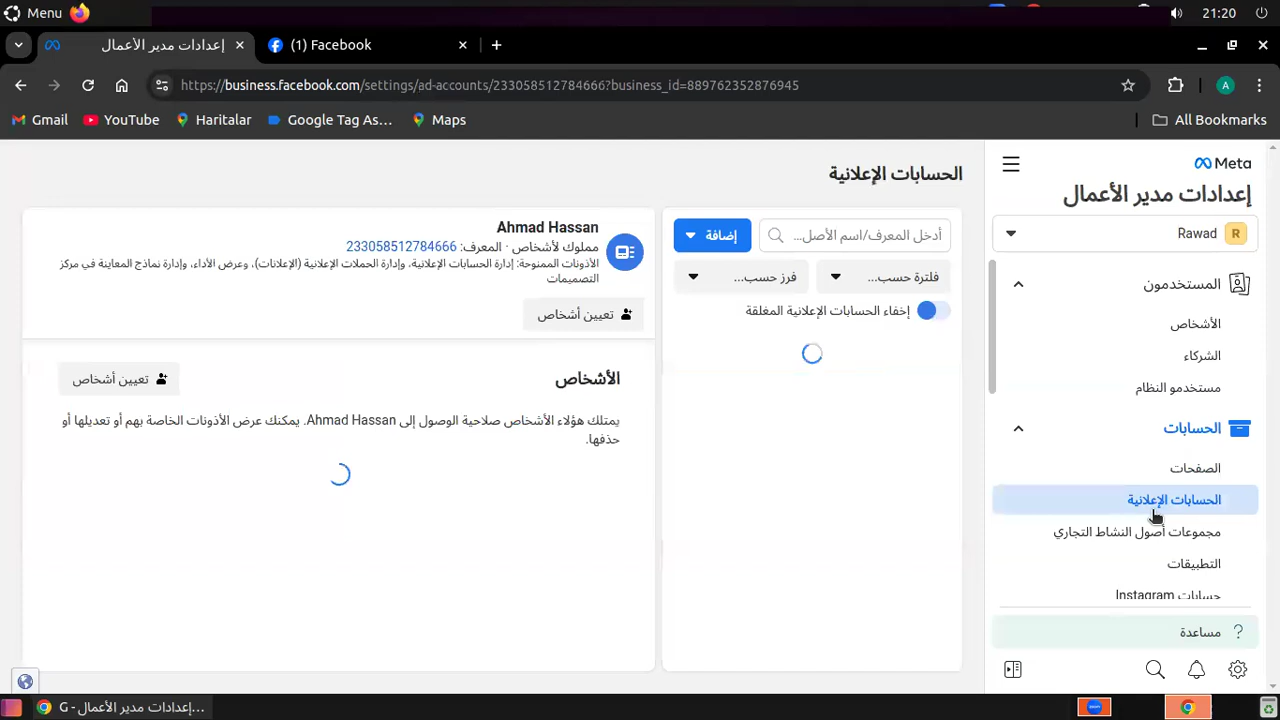 Menu
21:20
إعدادات مدير الأعمال
(1) Facebook
https://business.facebook.com/settings/ad-accounts/233058512784666?business_id=889762352876945
A
Gmail
YouTube
Haritalar
Google Tag As...
Maps
All Bookmarks
Meta
إعدادات مدير الأعمال
R Rawad
المستخدمون
الأشخاص
الشركاء
مستخدمو النظام
الحسابات
الصفحات
الحسابات الإعلانية
مجموعات أصول النشاط التجاري
التطبيقات
حسابات Instagram
مساعدة
الحسابات الإعلانية
أدخل المعرف/اسم الأصل...
إضافة
فلترة حسب...
فرز حسب...
إخفاء الحسابات الإعلانية المغلقة
Ahmad Hassan
مملوك لأشخاص · المعرف: 233058512784666
الأذونات الممنوحة: إدارة الحسابات الإعلانية، وإدارة الحملات الإعلانية (الإعلانات)، وعرض الأداء، وإدارة نماذج المعاينة في مركز
التصميمات
تعيين أشخاص
الأشخاص
تعيين أشخاص
يمتلك هؤلاء الأشخاص صلاحية الوصول إلى Ahmad Hassan. يمكنك عرض الأذونات الخاصة بهم أو تعديلها أو
حذفها.
إعدادات مدير الأعمال - G...